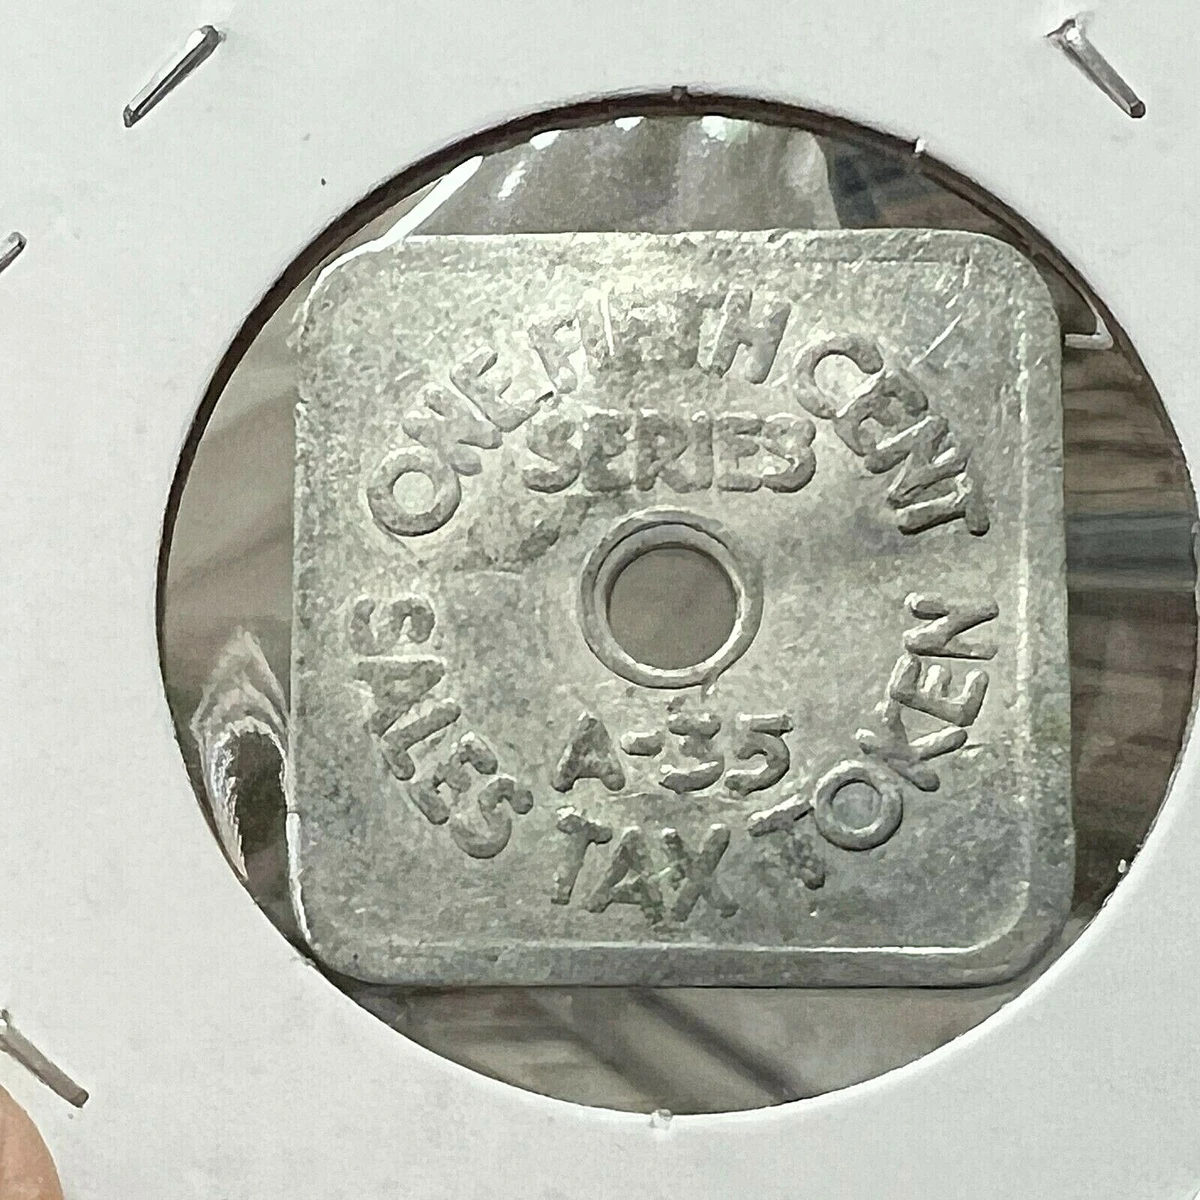 ONE FIFTH CENT
SERIES
A-35
SALES TAX TOKEN